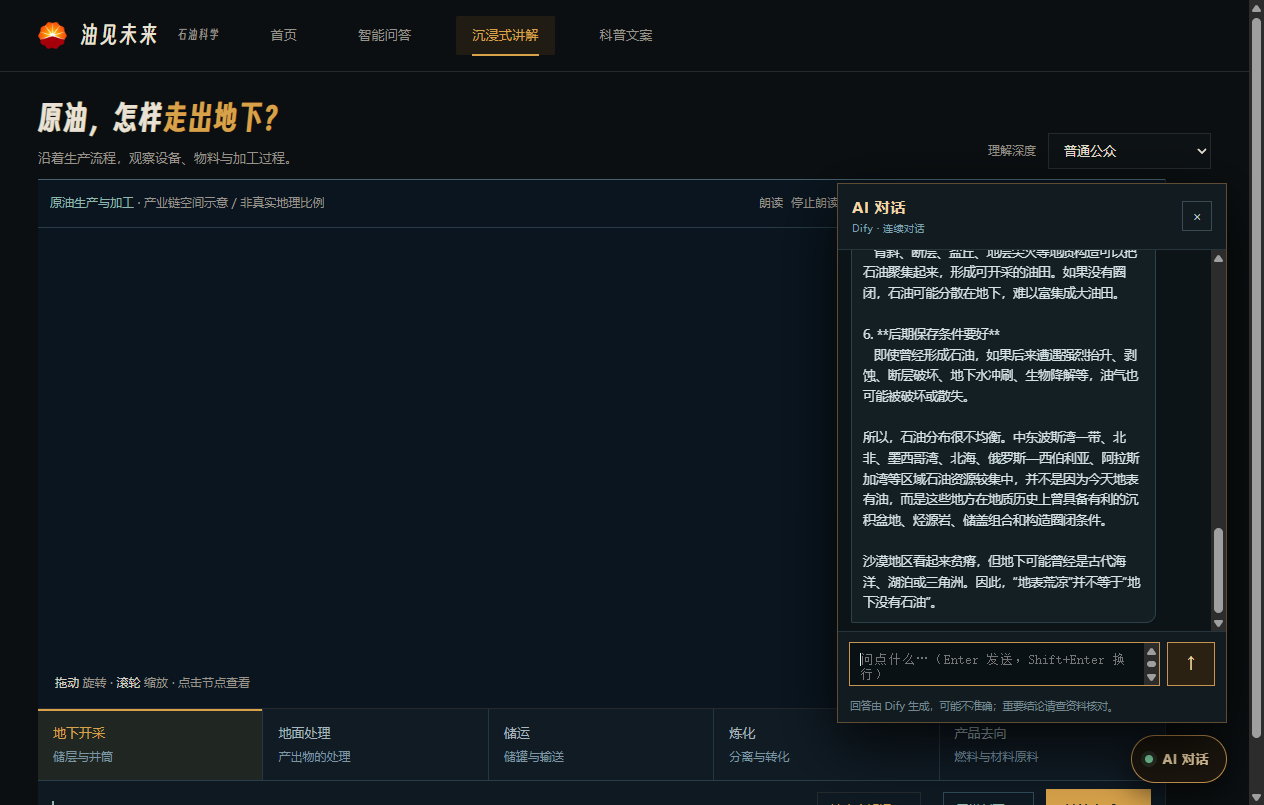 油见未来 石油科学 首页 智能问答 沉浸式讲解 科普文案
原油，怎样走出地下？
沿着生产流程，观察设备、物料与加工过程。
理解深度 普通公众
原油生产与加工 · 产业链空间示意 / 非真实地理比例
朗读 停止朗读
拖动 旋转 · 滚轮 缩放 · 点击节点查看
地下开采
储层与井筒
地面处理
产出物的处理
储运
储罐与输送
炼化
分离与转化
产品去向
燃料与材料原料
AI 对话
Dify · 连续对话
×
背斜、断层、盐丘、地层尖灭等地质构造可以把
石油聚集起来，形成可开采的油田。如果没有圈
闭，石油可能分散在地下，难以富集成大油田。
6. **后期保存条件要好**
即使曾经形成石油，如果后来遭遇强烈抬升、剥
蚀、断层破坏、地下水冲刷、生物降解等，油气也
可能被破坏或散失。
所以，石油分布很不均衡。中东波斯湾一带、北
非、墨西哥湾、北海、俄罗斯—西伯利亚、阿拉斯
加湾等区域石油资源较集中，并不是因为今天地表
有油，而是这些地方在地质历史上曾具备有利的沉
积盆地、烃源岩、储盖组合和构造圈闭条件。
沙漠地区看起来贫瘠，但地下可能曾经是古代海
洋、湖泊或三角洲。因此，“地表荒凉”并不等于“地
下没有石油”。
问点什么…（Enter 发送，Shift+Enter 换
行）
↑
回答由 Dify 生成，可能不准确；重要结论请查资料核对。
AI 对话